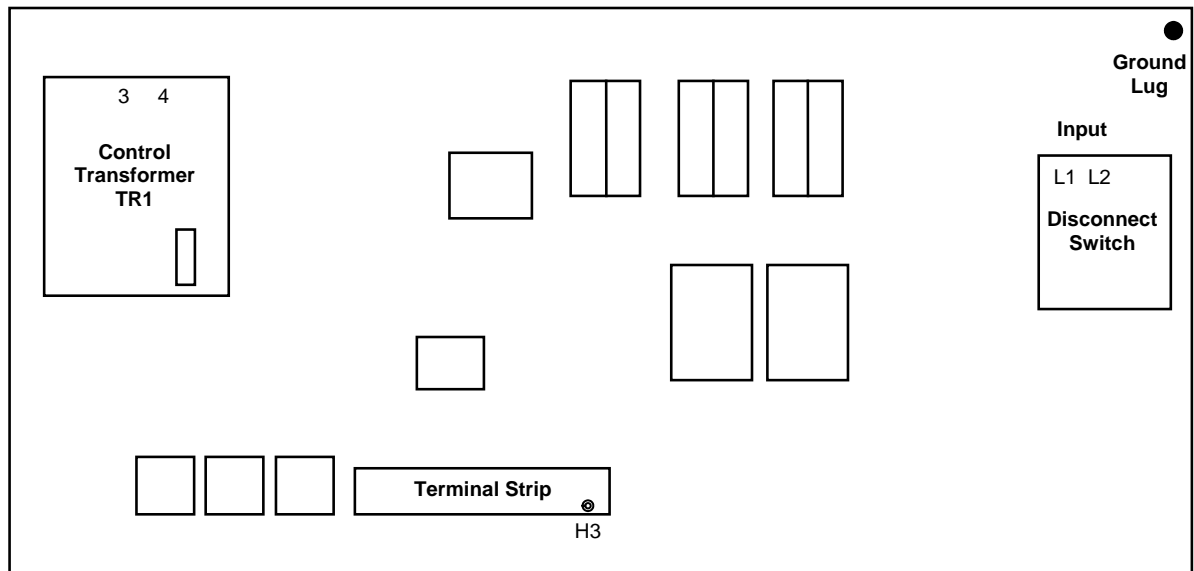 Ground
Lug
3 4
Input
Control
Transformer
TR1
L1 L2
Disconnect
Switch
Terminal Strip
H3